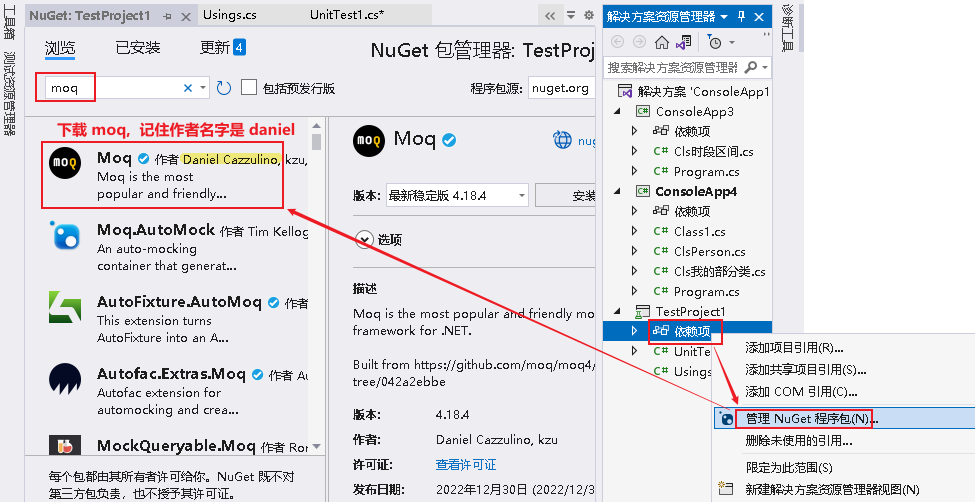 工具箱
测试资源管理器
NuGet: TestProject1
Usings.cs
UnitTest1.cs*
浏览
已安装
更新 4
NuGet 包管理器: TestProj
moq
包括预发行版
程序包源: nuget.org
下载 moq, 记住作者名字是 daniel
moq
Moq 作者 Daniel Cazzulino, kzu,
Moq is the most
popular and friendly...
Moq.AutoMock 作者 Tim Kellog
An auto-mocking
container that generat...
AutoFixture.AutoMoq 作者
This extension turns
AutoFixture into an A...
Autofac.Extras.Moq 作者 Au
Autofac extension for
automocking and crea...
MockQueryable.Moq 作者 Ror
每个包都由其所有者许可给你。NuGet 既不对
第三方包负责，也不授予其许可证。
moq
Moq
nug
版本: 最新稳定版 4.18.4
安装
选项
描述
Moq is the most popular and friendly mo
framework for .NET.
Built from https://github.com/moq/moq4/
tree/042a2ebbe
版本: 4.18.4
作者: Daniel Cazzulino, kzu
许可证: 查看许可证
发布日期: 2022年12月30日 (2022/12/3
解决方案资源管理器
搜索解决方案资源管理器
解决方案 'ConsoleApp1
ConsoleApp3
依赖项
C# Cls时段区间.cs
C# Program.cs
ConsoleApp4
依赖项
C# Class1.cs
C# ClsPerson.cs
C# Cls我的部分类.cs
C# Program.cs
TestProject1
依赖项
C# UnitTe
C# Usings
诊断工具
添加项目引用(R)...
添加共享项目引用(S)...
添加 COM 引用(C)...
管理 NuGet 程序包(N)...
删除未使用的引用...
限定为此范围(S)
新建解决方案资源管理器视图(N)